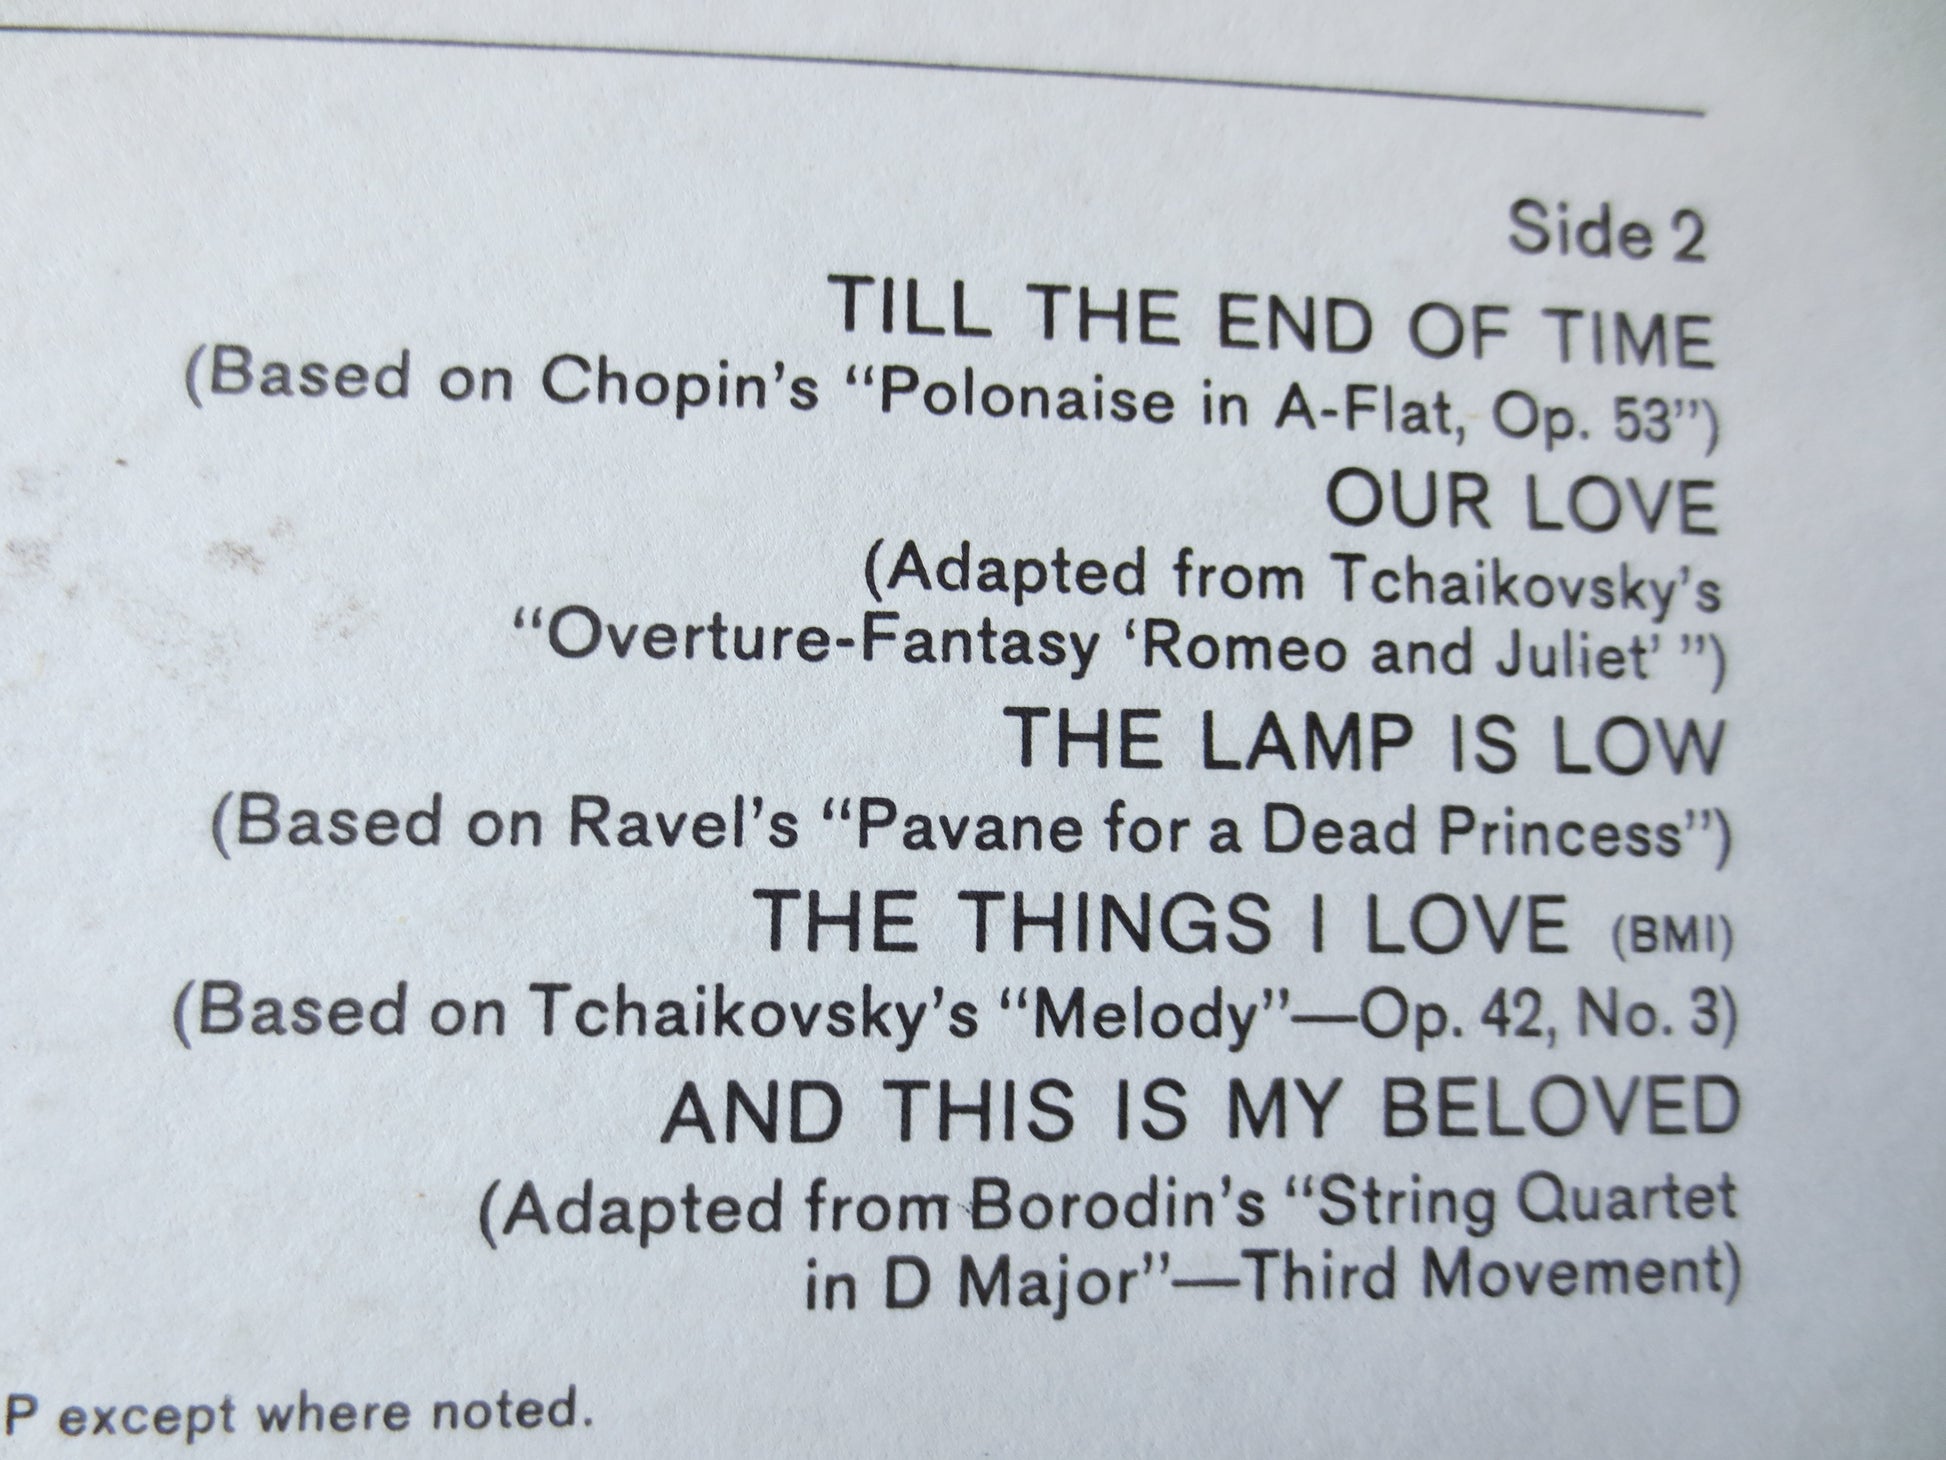 Side 2
TILL THE END OF TIME
(Based on Chopin's “Polonaise in A-Flat, Op. 53”)
OUR LOVE
(Adapted from Tchaikovsky's
“Overture-Fantasy ‘Romeo and Juliet’ ”)
THE LAMP IS LOW
(Based on Ravel's “Pavane for a Dead Princess”)
THE THINGS I LOVE (BMI)
(Based on Tchaikovsky's “Melody”—Op. 42, No. 3)
AND THIS IS MY BELOVED
(Adapted from Borodin's “String Quartet
in D Major”—Third Movement)
P except where noted.